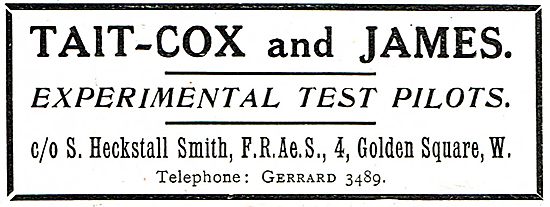 TAIT-COX and JAMES.
EXPERIMENTAL TEST PILOTS.
c/o S. Heckstall Smith, F.R.Ae.S., 4, Golden Square, W.
Telephone: GERRARD 3489.